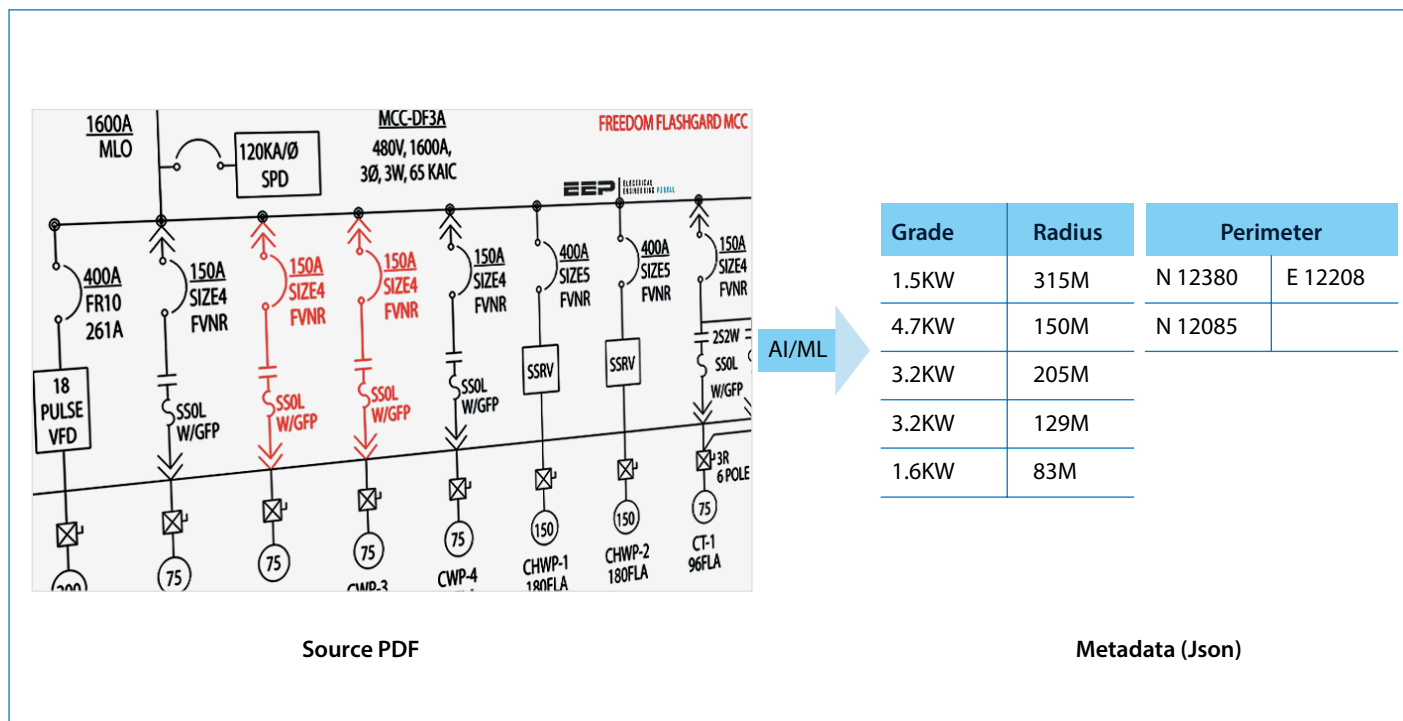 1600A
MLO
120KA/Ø
SPD
MCC-DF3A
480V, 1600A,
3Ø, 3W, 65 KAIC
FREEDOM FLASHGARD MCC
EEP ELECTRICAL
ENGINEERING PORTAL
400A
FR10
261A
150A
SIZE4
FVNR
150A
SIZE4
FVNR
150A
SIZE4
FVNR
150A
SIZE4
FVNR
400A
SIZE5
FVNR
400A
SIZE5
FVNR
150A
SIZE4
FVNR
18
PULSE
VFD
SS0L
W/GFP
SS0L
W/GFP
SS0L
W/GFP
SS0L
W/GFP
SSRV
SSRV
2S2W
SS0L
W/GFP
3R
6 POLE
75
75
75
CWP-3
75
CWP-4
150
CHWP-1
180FLA
150
CHWP-2
180FLA
75
CT-1
96FLA
Source PDF
AI/ML
Grade Radius Perimeter
1.5KW 315M N 12380 E 12208
4.7KW 150M N 12085
3.2KW 205M
3.2KW 129M
1.6KW 83M
Metadata (Json)